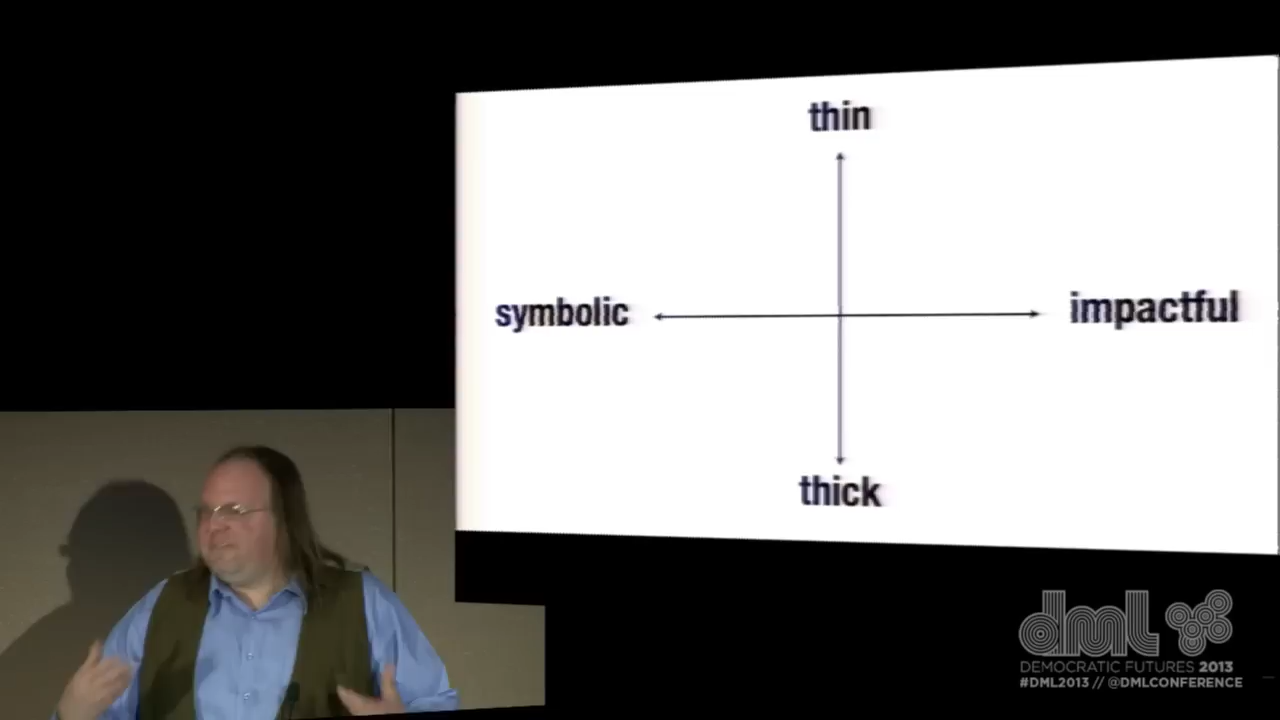 thin
symbolic
impactful
thick
dml
DEMOCRATIC FUTURES 2013
#DML2013 // @DMLCONFERENCE